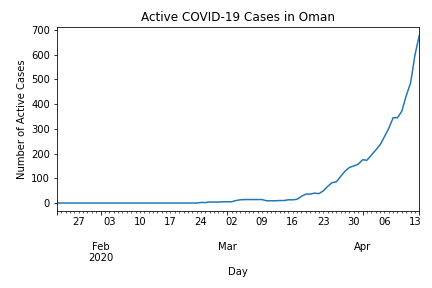 Active COVID-19 Cases in Oman
700
600
500
400
300
200
100
0
Number of Active Cases
27 03 10 17 24 02 09 16 23 30 06 13
Feb Mar Apr
2020
Day